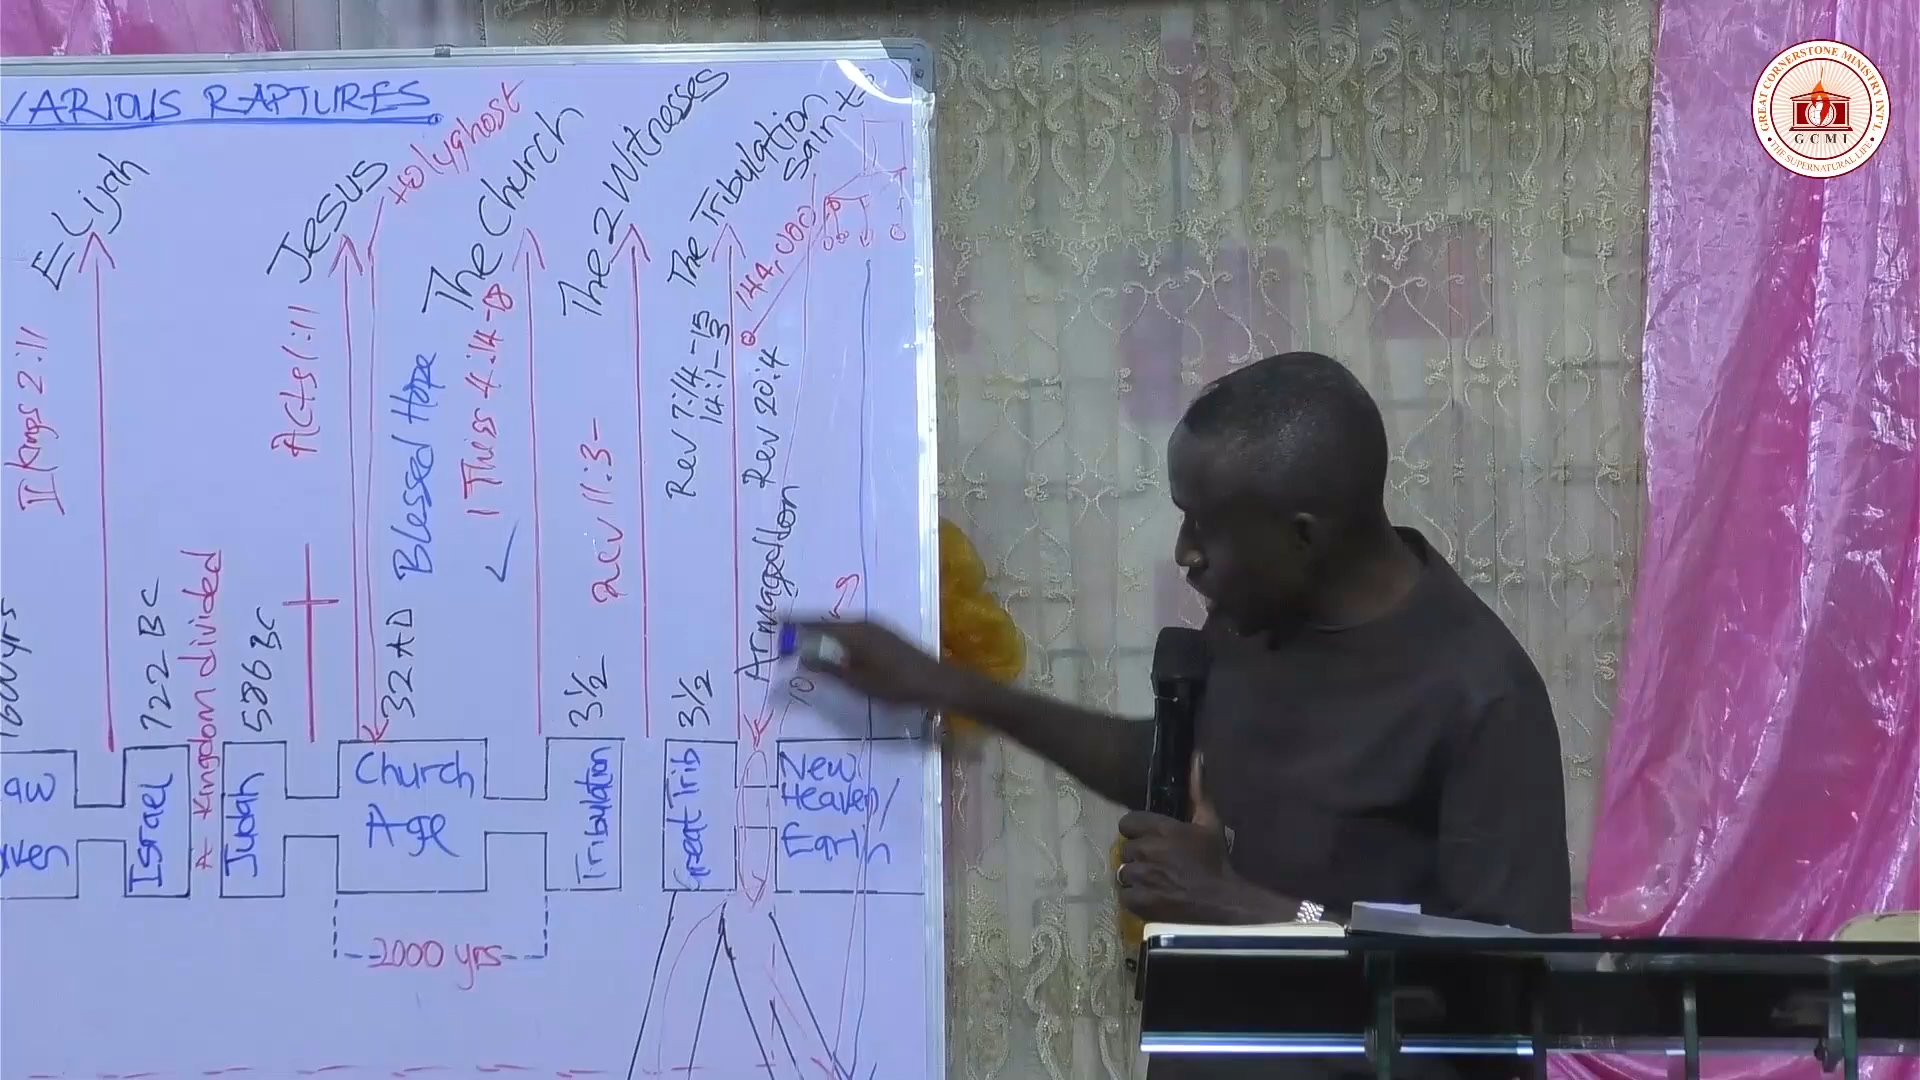 VARIOUS RAPTURES.
Elijah
II Kings 2:11
Jesus
Holyghost
Acts 1:11
The Church
Blessed Hope
1 Thess 4:14-18
The 2 Witnesses
Rev 11:3-
The Tribulation
Saints
Rev 7:14-15
14:1-3
144,000
Rev 20:4
Armageddon
722 BC
A Kingdom divided
586 BC
32 AD
3½
3½
Israel
Judah
Church
Age
Tribulation
Great Trib
New
Heaven/
Earth
2000 yrs
GREAT CORNERSTONE MINISTRY INT'L
GCMI
THE SUPERNATURAL LIFE